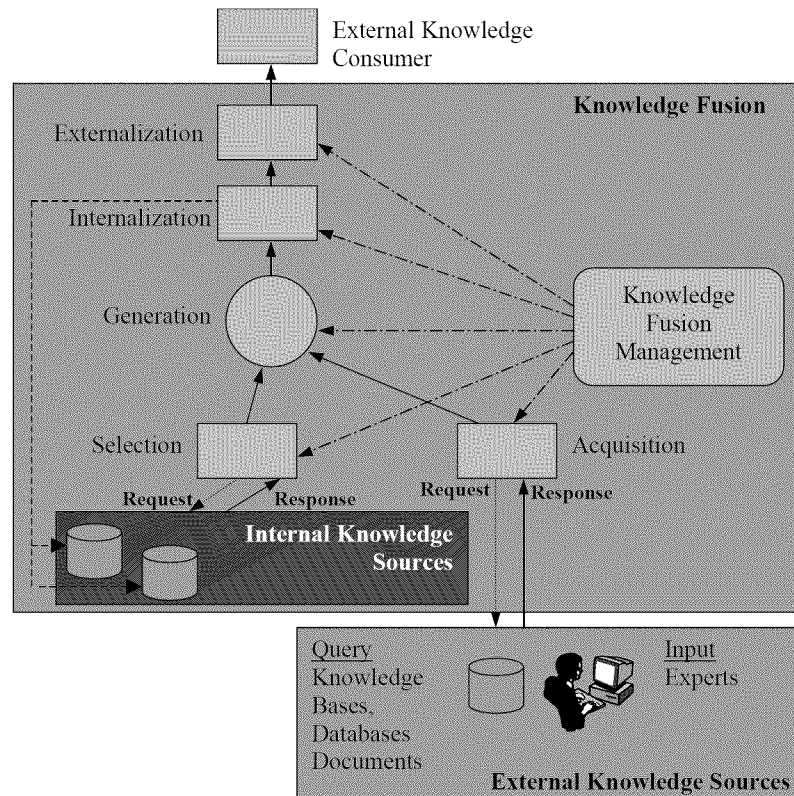 External Knowledge
Consumer
Knowledge Fusion
Externalization
Internalization
Generation
Knowledge
Fusion
Management
Selection
Acquisition
Request
Response
Request
Response
Internal Knowledge
Sources
Query
Knowledge
Bases,
Databases
Documents
Input
Experts
External Knowledge Sources